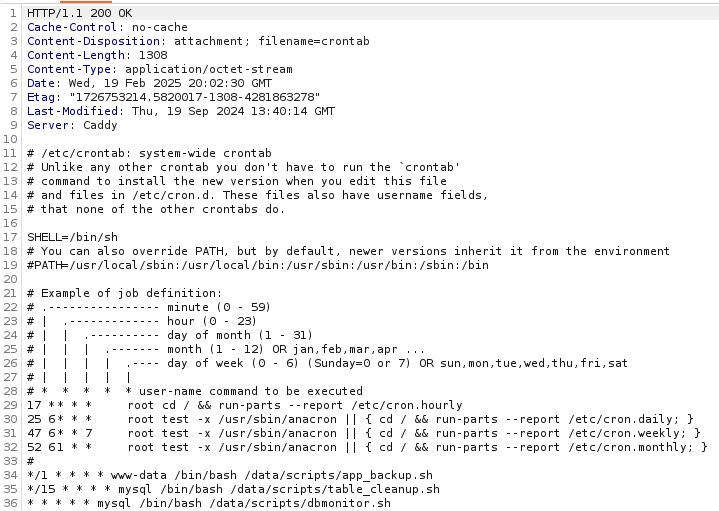 1 HTTP/1.1 200 OK
2 Cache-Control: no-cache
3 Content-Disposition: attachment; filename=crontab
4 Content-Length: 1308
5 Content-Type: application/octet-stream
6 Date: Wed, 19 Feb 2025 20:02:30 GMT
7 Etag: "1726753214.5820017-1308-4281863278"
8 Last-Modified: Thu, 19 Sep 2024 13:40:14 GMT
9 Server: Caddy
10
11 # /etc/crontab: system-wide crontab
12 # Unlike any other crontab you don't have to run the `crontab'
13 # command to install the new version when you edit this file
14 # and files in /etc/cron.d. These files also have username fields,
15 # that none of the other crontabs do.
16
17 SHELL=/bin/sh
18 # You can also override PATH, but by default, newer versions inherit it from the environment
19 #PATH=/usr/local/sbin:/usr/local/bin:/usr/sbin:/usr/bin:/sbin:/bin
20
21 # Example of job definition:
22 # .---------------- minute (0 - 59)
23 # | .------------- hour (0 - 23)
24 # | | .---------- day of month (1 - 31)
25 # | | | .------- month (1 - 12) OR jan,feb,mar,apr ...
26 # | | | | .---- day of week (0 - 6) (Sunday=0 or 7) OR sun,mon,tue,wed,thu,fri,sat
27 # | | | | |
28 # * * * * * user-name command to be executed
29 17 * * * * root cd / && run-parts --report /etc/cron.hourly
30 25 6 * * * root test -x /usr/sbin/anacron || { cd / && run-parts --report /etc/cron.daily; }
31 47 6 * * 7 root test -x /usr/sbin/anacron || { cd / && run-parts --report /etc/cron.weekly; }
32 52 6 1 * * root test -x /usr/sbin/anacron || { cd / && run-parts --report /etc/cron.monthly; }
33 #
34 */1 * * * * www-data /bin/bash /data/scripts/app_backup.sh
35 */15 * * * * mysql /bin/bash /data/scripts/table_cleanup.sh
36 * * * * * mysql /bin/bash /data/scripts/dbmonitor.sh